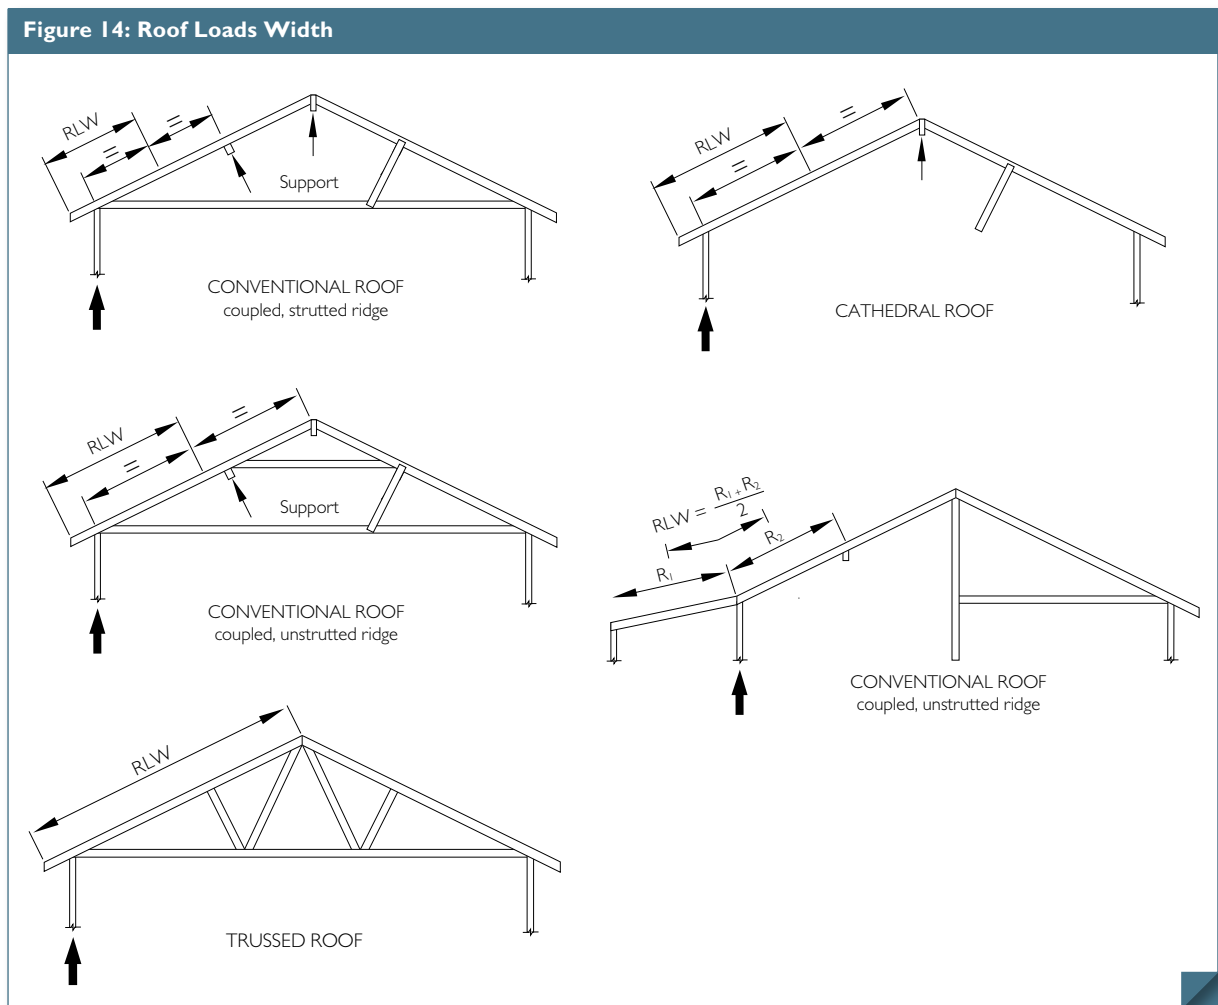 Figure 14: Roof Loads Width
RLW
=
=
Support
CONVENTIONAL ROOF
coupled, strutted ridge
RLW
=
=
CATHEDRAL ROOF
RLW
=
=
Support
CONVENTIONAL ROOF
coupled, unstrutted ridge
RLW = R₁ + R₂
2
R₁
R₂
CONVENTIONAL ROOF
coupled, unstrutted ridge
RLW
TRUSSED ROOF